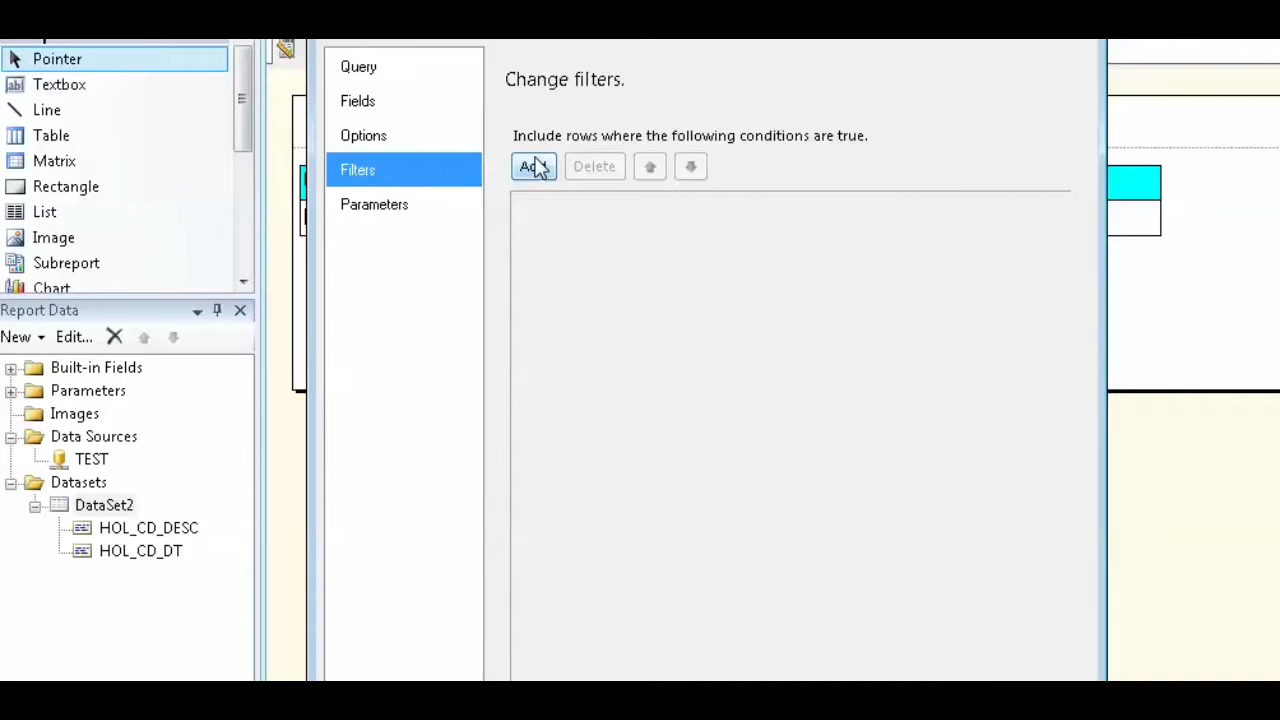 Pointer
Textbox
Line
Table
Matrix
Rectangle
List
Image
Subreport
Chart
Report Data
New Edit...
Built-in Fields
Parameters
Images
Data Sources
TEST
Datasets
DataSet2
HOL_CD_DESC
HOL_CD_DT
Query
Fields
Options
Filters
Parameters
Change filters.
Include rows where the following conditions are true.
Add Delete